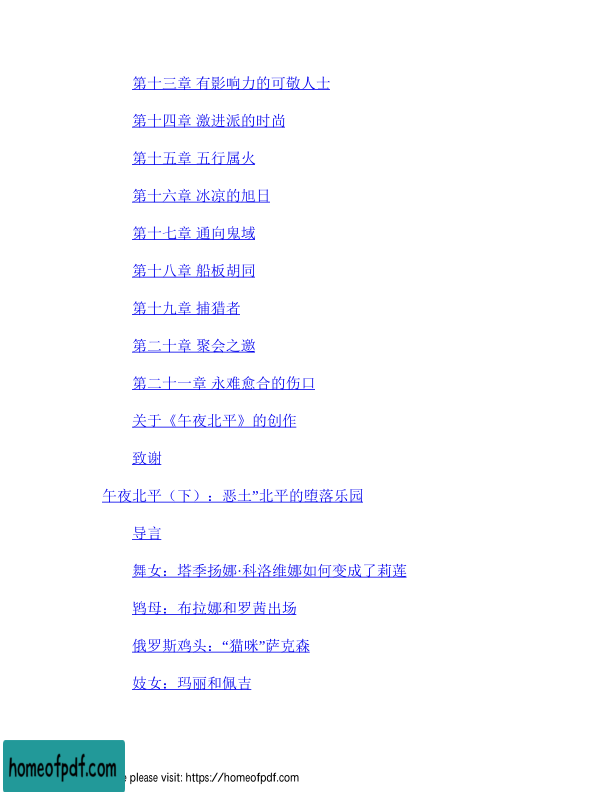 第十三章 有影响力的可敬人士
第十四章 激进派的时尚
第十五章 五行属火
第十六章 冰凉的旭日
第十七章 通向鬼域
第十八章 船板胡同
第十九章 捕猎者
第二十章 聚会之邀
第二十一章 永难愈合的伤口
关于《午夜北平》的创作
致谢
午夜北平（下）：恶土”北平的堕落乐园
导言
舞女：塔季扬娜·科洛维娜如何变成了莉莲
鸨母：布拉娜和罗茜出场
俄罗斯鸡头：“猫咪”萨克森
妓女：玛丽和佩吉
homeofpdf.com
e please visit: https://homeofpdf.com